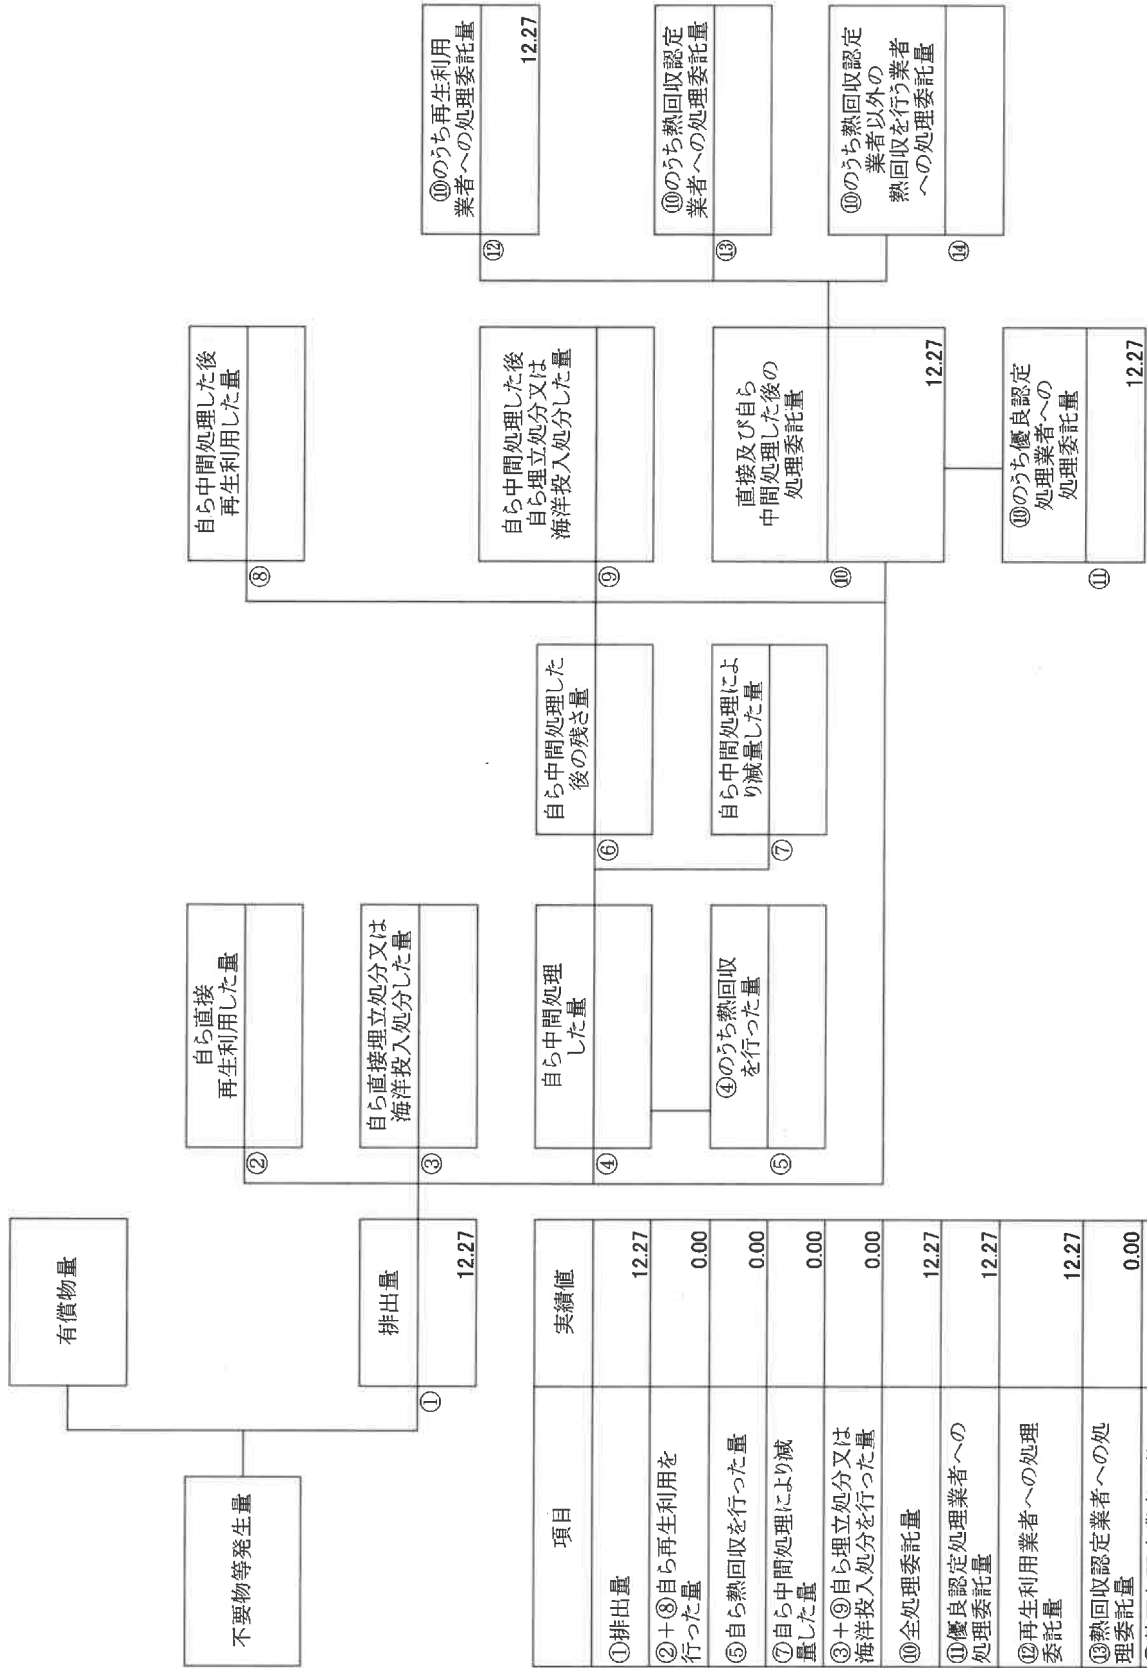 不要物等発生量
有償物量
排出量
①
12.27
自ら直接
再生利用した量
②
自ら直接埋立処分又は
海洋投入処分した量
③
自ら中間処理
した量
④
④のうち熱回収
を行った量
⑤
自ら中間処理した
後の残さ量
⑥
自ら中間処理によ
り減量した量
⑦
自ら中間処理した後
再生利用した量
⑧
自ら中間処理した後
自ら埋立処分又は
海洋投入処分した量
⑨
直接及び自ら
中間処理した後の
処理委託量
⑩
12.27
⑩のうち優良認定
処理業者への
処理委託量
⑪
12.27
⑩のうち再生利用
業者への処理委託量
⑫
12.27
⑩のうち熱回収認定
業者への処理委託量
⑬
⑩のうち熱回収認定
業者以外の
熱回収を行う業者
への処理委託量
⑭
項目 実績値
①排出量 12.27
②+⑧自ら再生利用を
行った量 0.00
⑤自ら熱回収を行った量 0.00
⑦自ら中間処理により減
量した量 0.00
③+⑨自ら埋立処分又は
海洋投入処分を行った量 0.00
⑩全処理委託量 12.27
⑪優良認定処理業者への
処理委託量 12.27
⑫再生利用業者への処理
委託量 12.27
⑬熱回収認定業者への処
理委託量 0.00